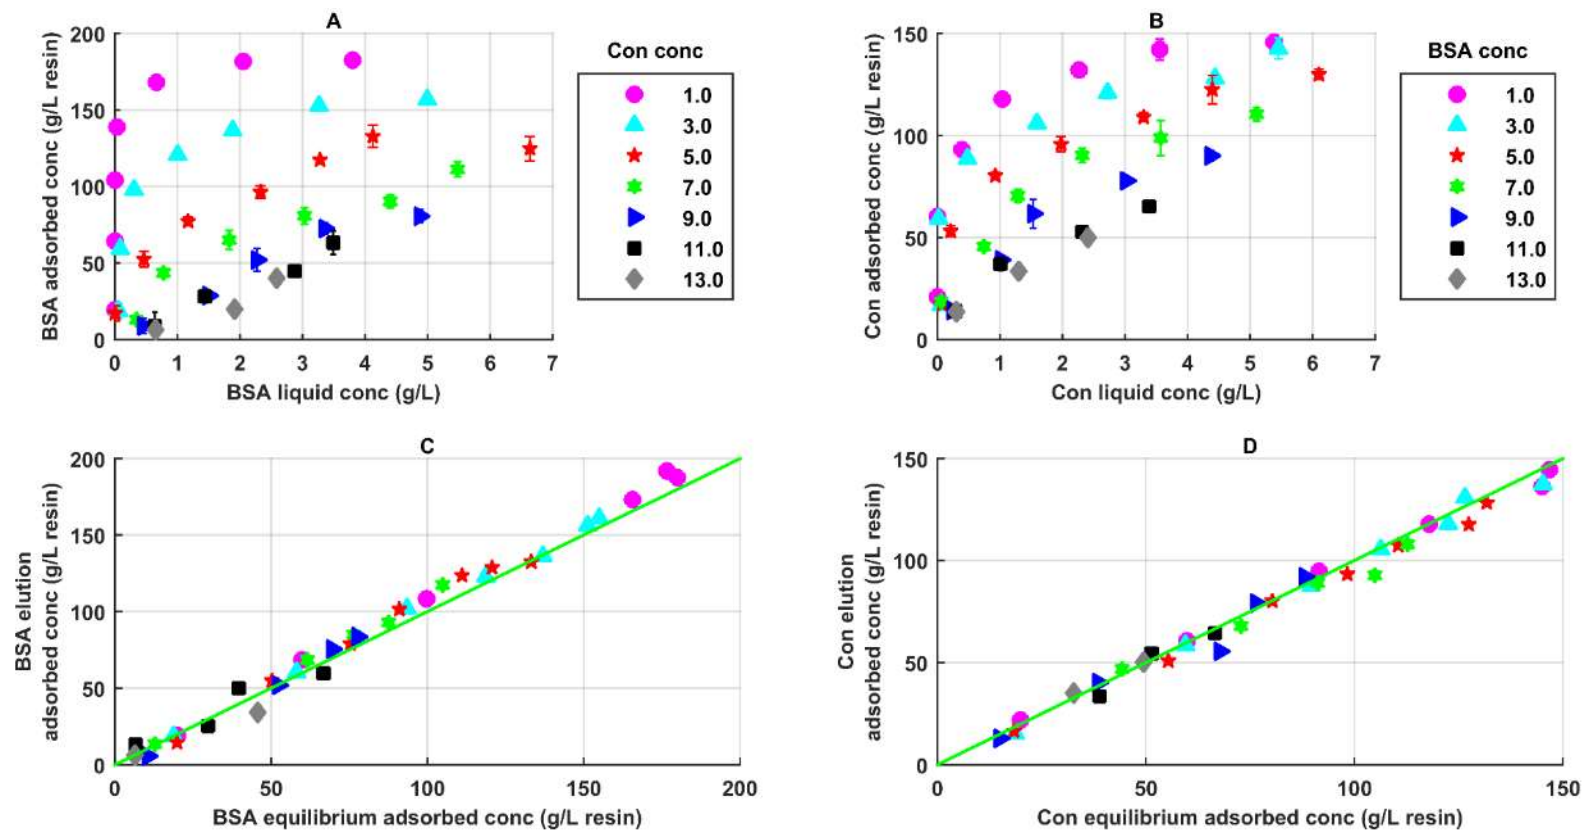 A
BSA adsorbed conc (g/L resin)
200
150
100
50
0
0 1 2 3 4 5 6 7
BSA liquid conc (g/L)
Con conc
1.0
3.0
5.0
7.0
9.0
11.0
13.0
B
Con adsorbed conc (g/L resin)
150
100
50
0
0 1 2 3 4 5 6 7
Con liquid conc (g/L)
BSA conc
1.0
3.0
5.0
7.0
9.0
11.0
13.0
C
BSA elution
adsorbed conc (g/L resin)
200
150
100
50
0
0 50 100 150 200
BSA equilibrium adsorbed conc (g/L resin)
D
Con elution
adsorbed conc (g/L resin)
150
100
50
0
0 50 100 150
Con equilibrium adsorbed conc (g/L resin)